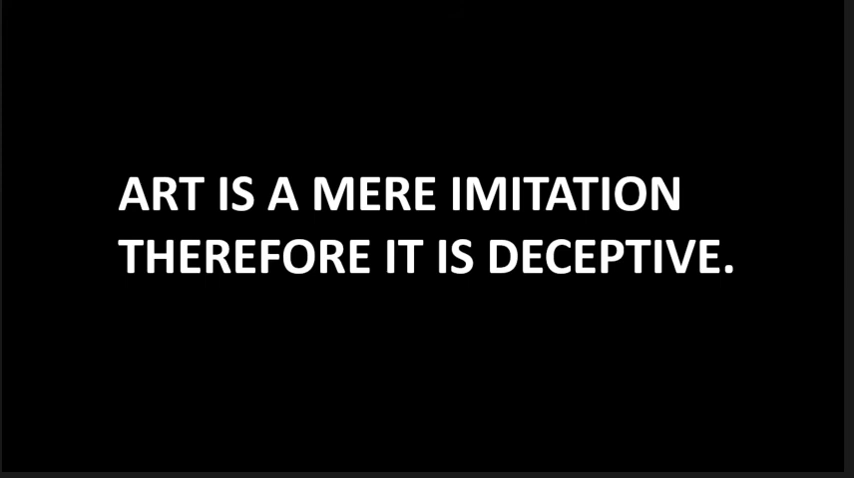 ART IS A MERE IMITATION
THEREFORE IT IS DECEPTIVE.